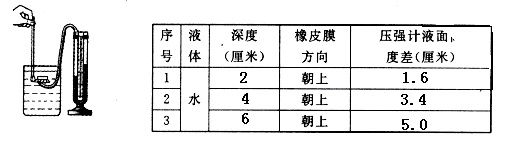 序号 液体 深度(厘米) 橡皮膜方向 压强计液面度差(厘米)
1 水 2 朝上 1.6
2 4 朝上 3.4
3 6 朝上 5.0